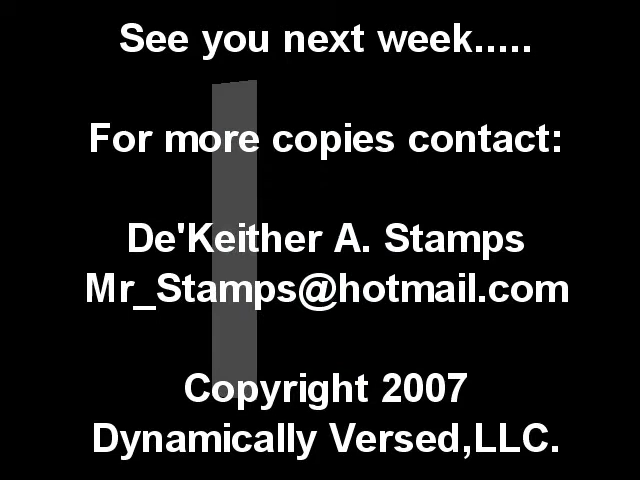 See you next week.....
For more copies contact:
De'Keither A. Stamps
Mr_Stamps@hotmail.com
Copyright 2007
Dynamically Versed,LLC.